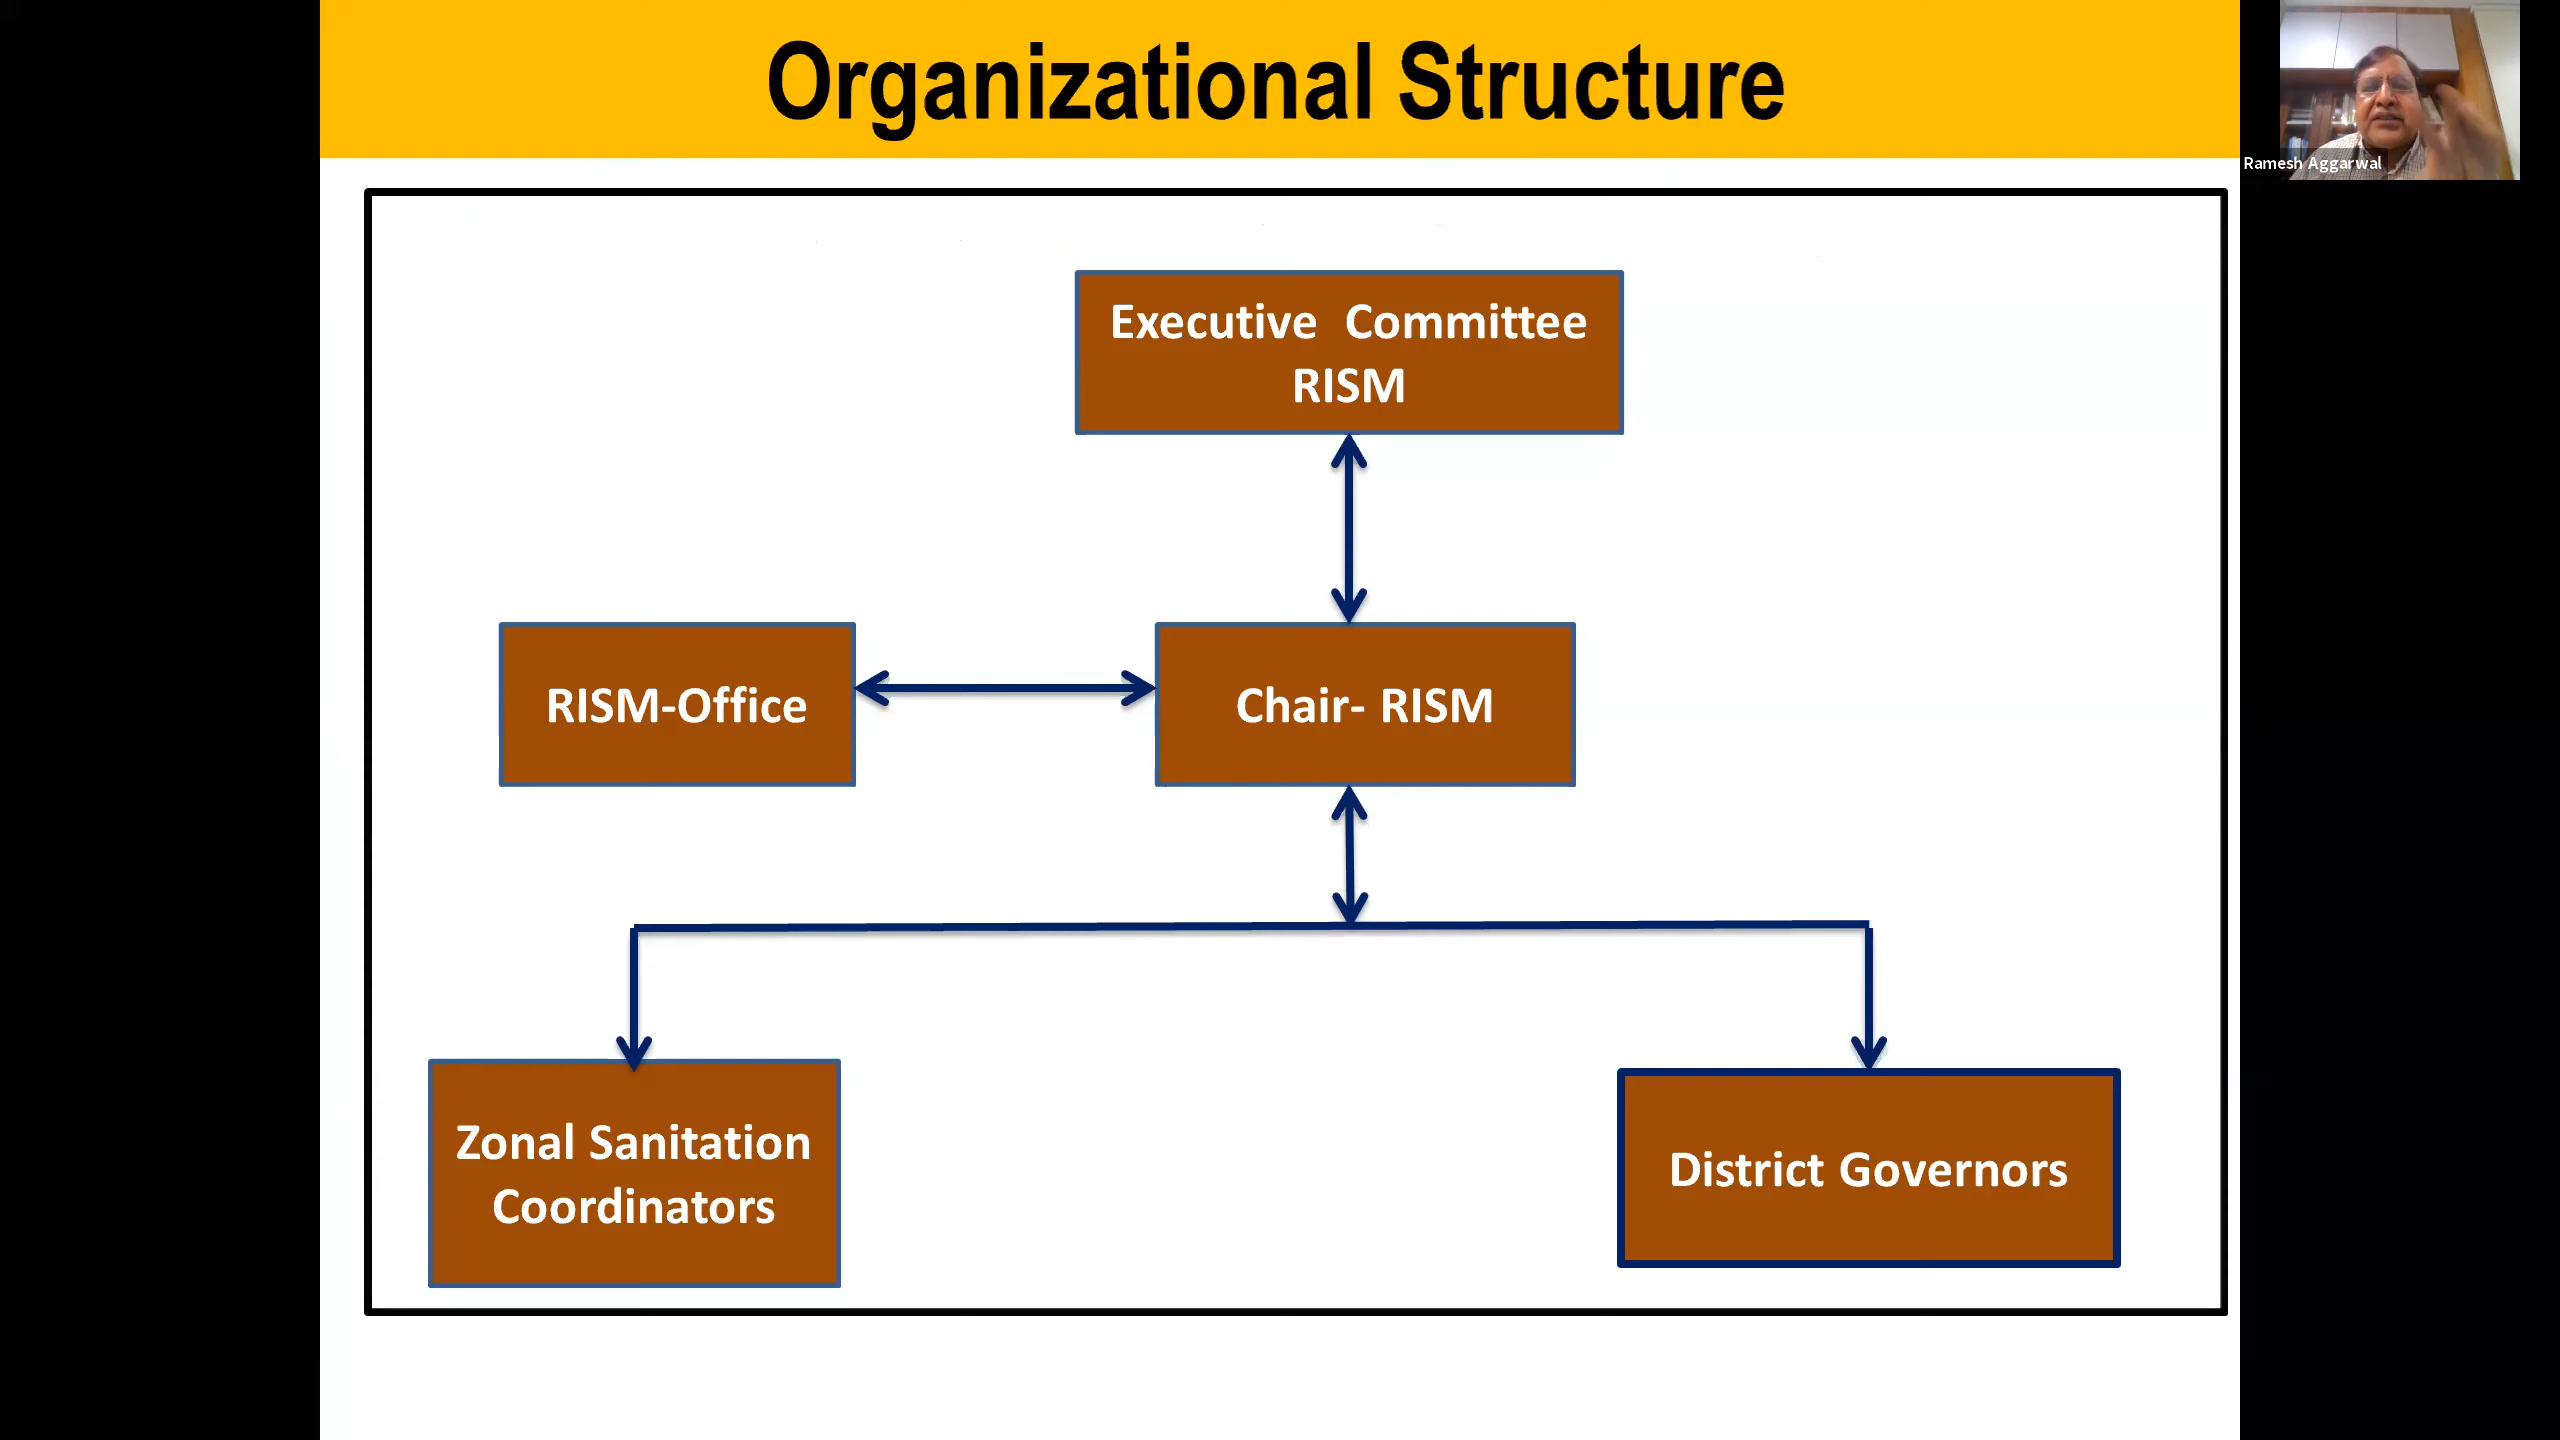 Organizational Structure
Ramesh Aggarwal
Executive  Committee
RISM
RISM-Office
Chair- RISM
Zonal Sanitation
Coordinators
District Governors